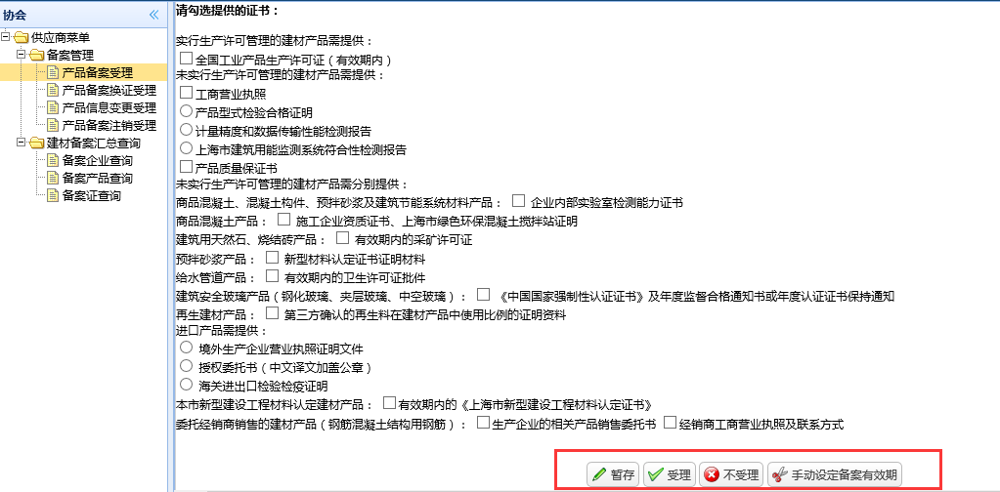 协会
供应商菜单
备案管理
产品备案受理
产品备案换证受理
产品信息变更受理
产品备案注销受理
建材备案汇总查询
备案企业查询
备案产品查询
备案证查询
请勾选提供的证书：
实行生产许可管理的建材产品需提供：
全国工业产品生产许可证（有效期内）
未实行生产许可管理的建材产品需提供：
工商营业执照
产品型式检验合格证明
计量精度和数据传输性能检测报告
上海市建筑用能监测系统符合性检测报告
产品质量保证书
未实行生产许可管理的建材产品需分别提供：
商品混凝土、混凝土构件、预拌砂浆及建筑节能系统材料产品： 企业内部实验室检测能力证书
商品混凝土产品： 施工企业资质证书、上海市绿色环保混凝土搅拌站证明
建筑用天然石、烧结砖产品： 有效期内的采矿许可证
预拌砂浆产品： 新型材料认定证书证明材料
给水管道产品： 有效期内的卫生许可证批件
建筑安全玻璃产品（钢化玻璃、夹层玻璃、中空玻璃）： 《中国国家强制性认证证书》及年度监督合格通知书或年度认证证书保持通知
再生建材产品： 第三方确认的再生料在建材产品中使用比例的证明资料
进口产品需提供：
境外生产企业营业执照证明文件
授权委托书（中文译文加盖公章）
海关进出口检验检疫证明
本市新型建设工程材料认定建材产品： 有效期内的《上海市新型建设工程材料认定证书》
委托经销商销售的建材产品（钢筋混凝土结构用钢筋）： 生产企业的相关产品销售委托书 经销商工商营业执照及联系方式
暂存 受理 不受理 手动设定备案有效期